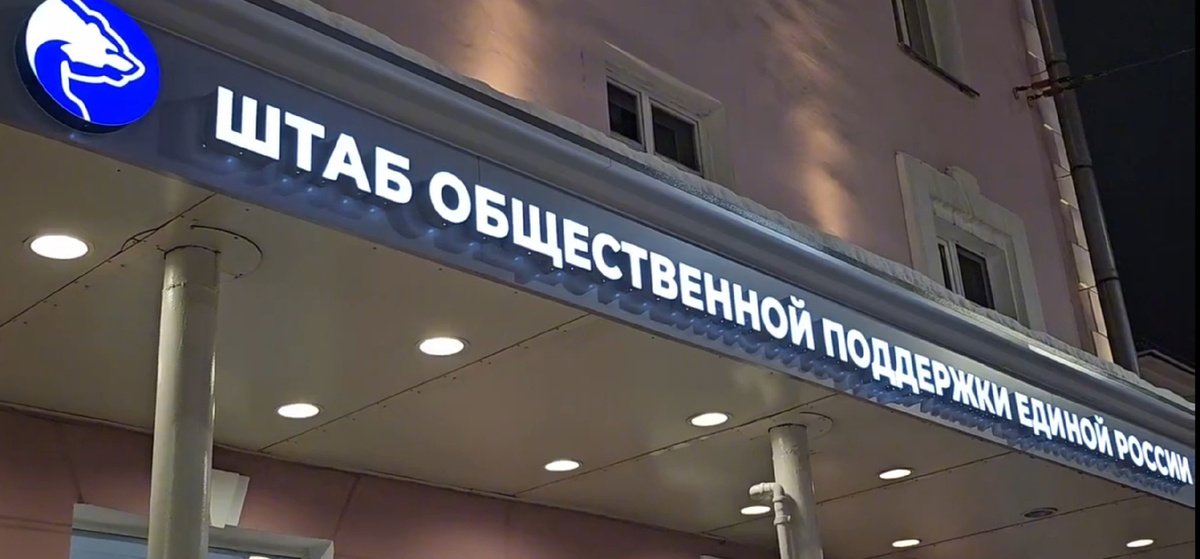 ШТАБ ОБЩЕСТВЕННОЙ ПОДДЕРЖКИ ЕДИНОЙ РОССИИ